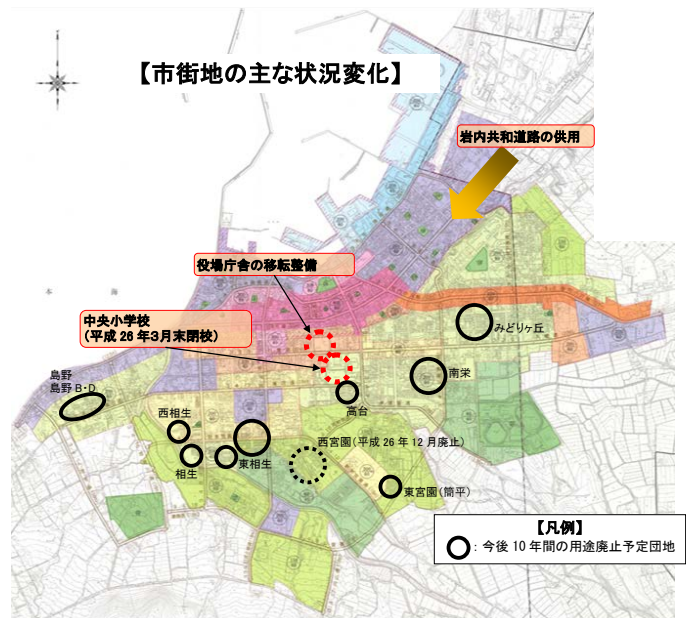 【市街地の主な状況変化】
岩内共和道路の供用
役場庁舎の移転整備
中央小学校
(平成26年3月末閉校)
本
海
みどりヶ丘
南栄
島野
島野B・D
高台
西相生
西宮園(平成26年12月廃止)
相生
東相生
東宮園(簡平)
【凡例】
：今後10年間の用途廃止予定団地